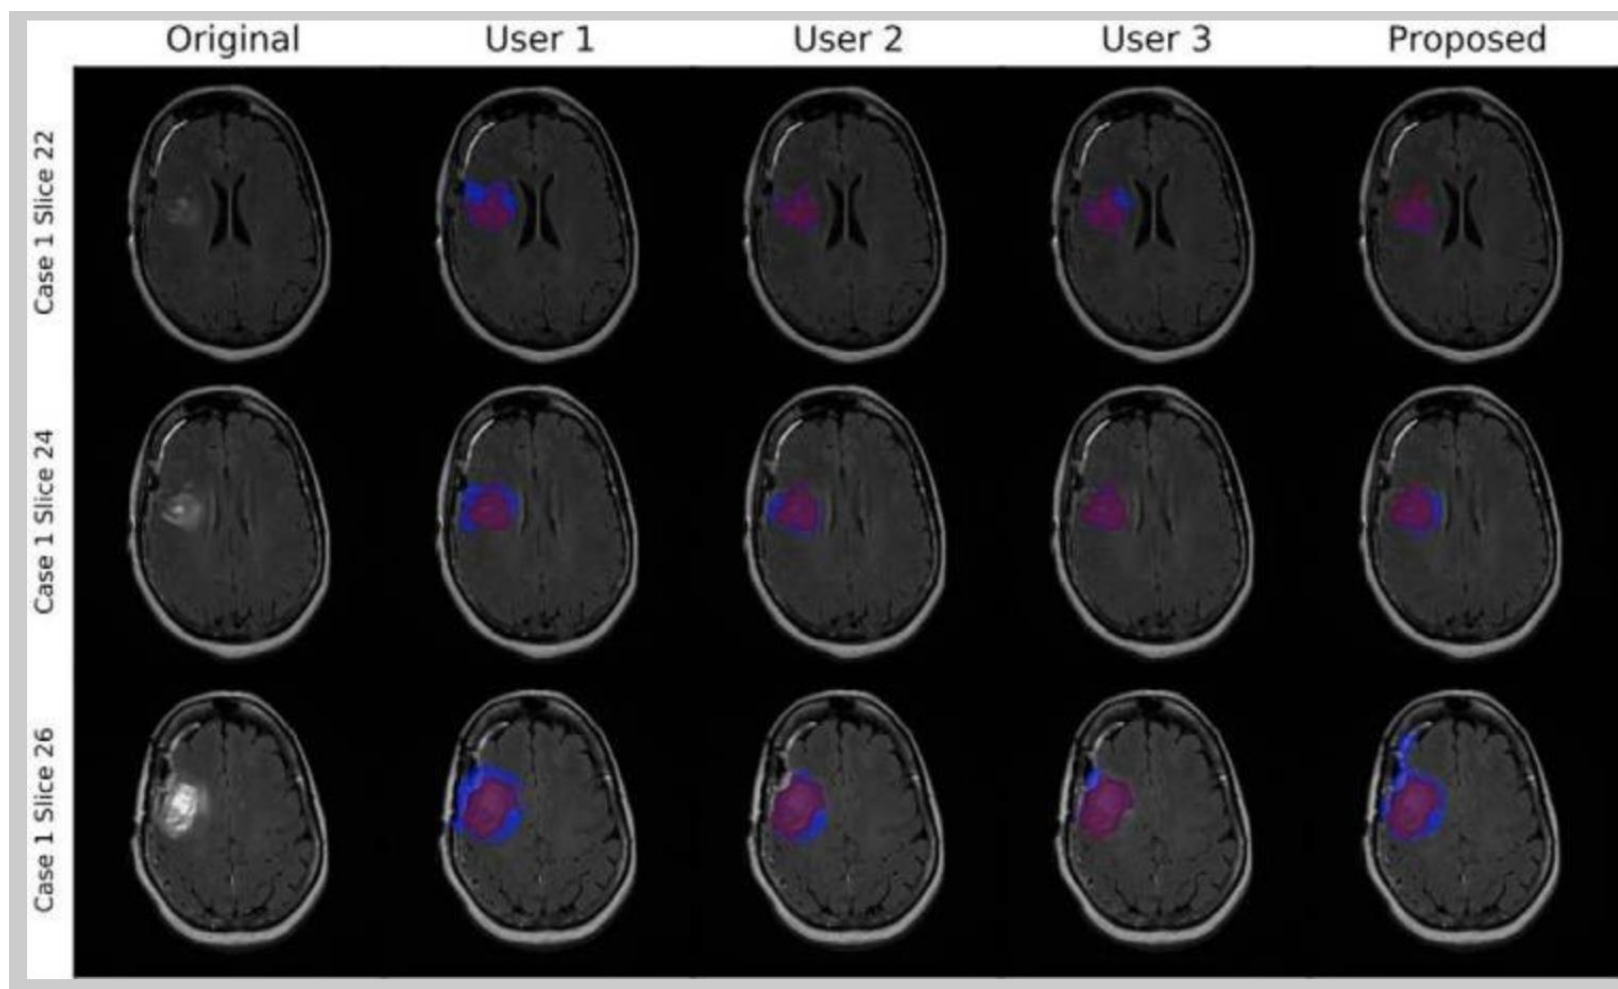 Original User 1 User 2 User 3 Proposed
Case 1 Slice 22
Case 1 Slice 24
Case 1 Slice 26